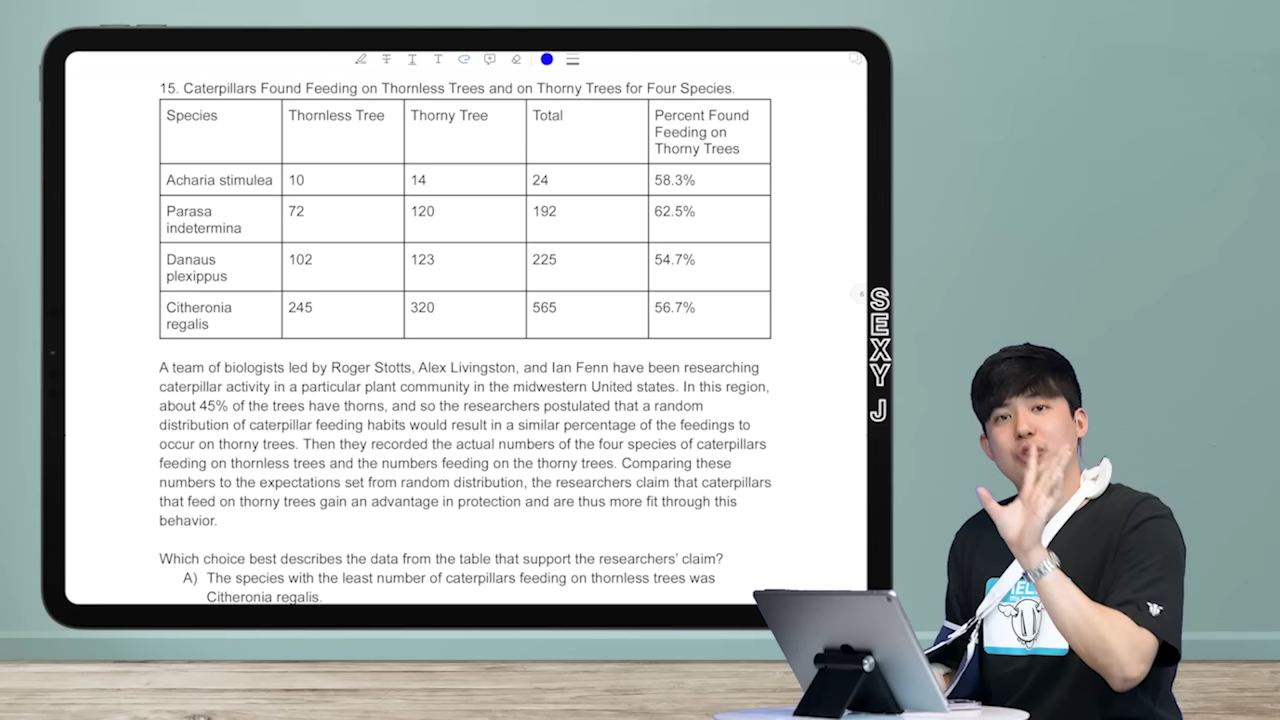 15. Caterpillars Found Feeding on Thornless Trees and on Thorny Trees for Four Species.
Species
Thornless Tree
Thorny Tree
Total
Percent Found
Feeding on
Thorny Trees
Acharia stimulea
10
14
24
58.3%
Parasa
indetermina
72
120
192
62.5%
Danaus
plexippus
102
123
225
54.7%
Citheronia
regalis
245
320
565
56.7%
A team of biologists led by Roger Stotts, Alex Livingston, and Ian Fenn have been researching
caterpillar activity in a particular plant community in the midwestern United states. In this region,
about 45% of the trees have thorns, and so the researchers postulated that a random
distribution of caterpillar feeding habits would result in a similar percentage of the feedings to
occur on thorny trees. Then they recorded the actual numbers of the four species of caterpillars
feeding on thornless trees and the numbers feeding on the thorny trees. Comparing these
numbers to the expectations set from random distribution, the researchers claim that caterpillars
that feed on thorny trees gain an advantage in protection and are thus more fit through this
behavior.
Which choice best describes the data from the table that support the researchers' claim?
A) The species with the least number of caterpillars feeding on thornless trees was
Citheronia regalis.
6
SEXY J